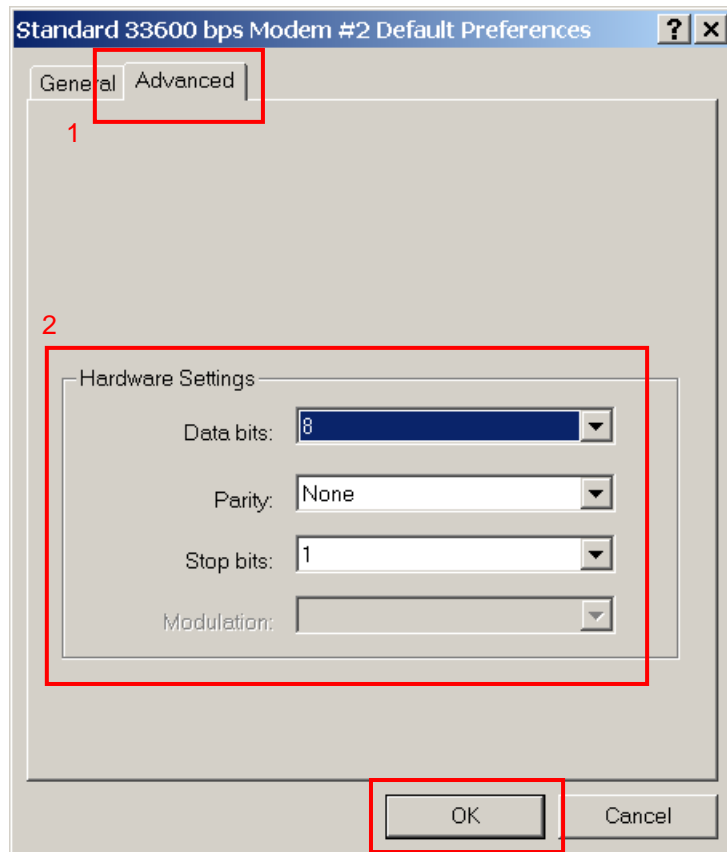 Standard 33600 bps Modem #2 Default Preferences ? X
General Advanced
1
2
Hardware Settings
Data bits: 8
Parity: None
Stop bits: 1
Modulation:
OK Cancel